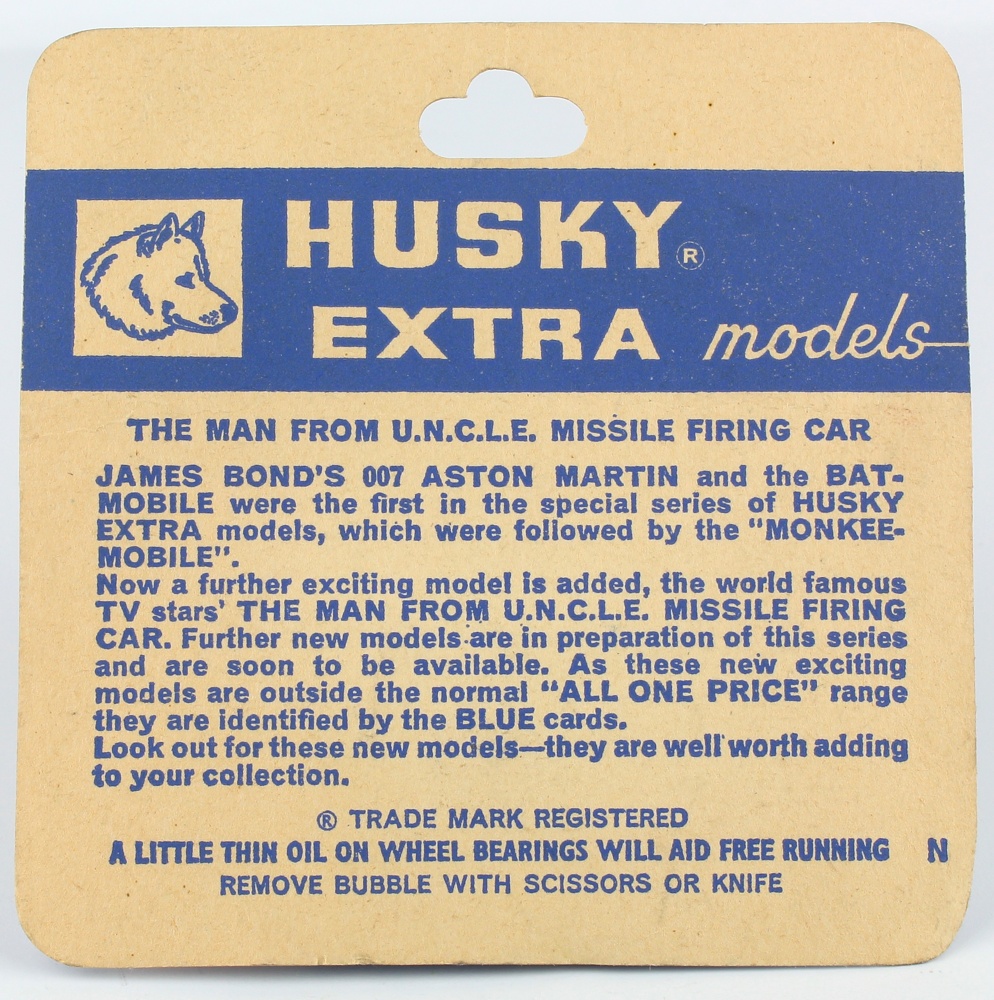 HUSKY®
EXTRA models
THE MAN FROM U.N.C.L.E. MISSILE FIRING CAR
JAMES BOND'S 007 ASTON MARTIN and the BAT-
MOBILE were the first in the special series of HUSKY
EXTRA models, which were followed by the "MONKEE-
MOBILE".
Now a further exciting model is added, the world famous
TV stars' THE MAN FROM U.N.C.L.E. MISSILE FIRING
CAR. Further new models are in preparation of this series
and are soon to be available. As these new exciting
models are outside the normal "ALL ONE PRICE" range
they are identified by the BLUE cards.
Look out for these new models—they are well worth adding
to your collection.
® TRADE MARK REGISTERED
A LITTLE THIN OIL ON WHEEL BEARINGS WILL AID FREE RUNNING N
REMOVE BUBBLE WITH SCISSORS OR KNIFE